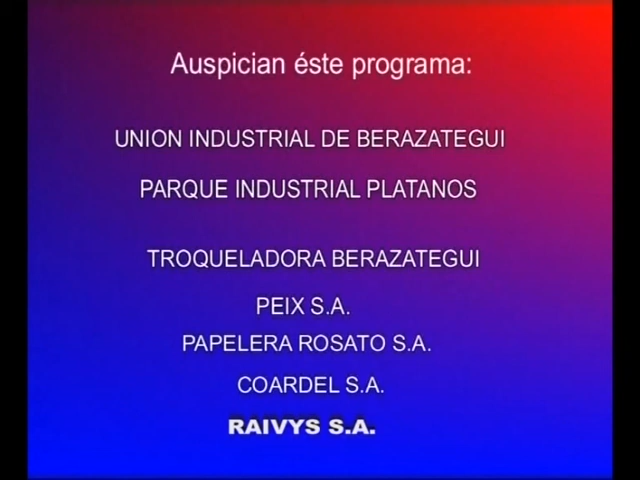 Auspician éste programa:
UNION INDUSTRIAL DE BERAZATEGUI
PARQUE INDUSTRIAL PLATANOS
TROQUELADORA BERAZATEGUI
PEIX S.A.
PAPELERA ROSATO S.A.
COARDEL S.A.
RAIVYS S.A.